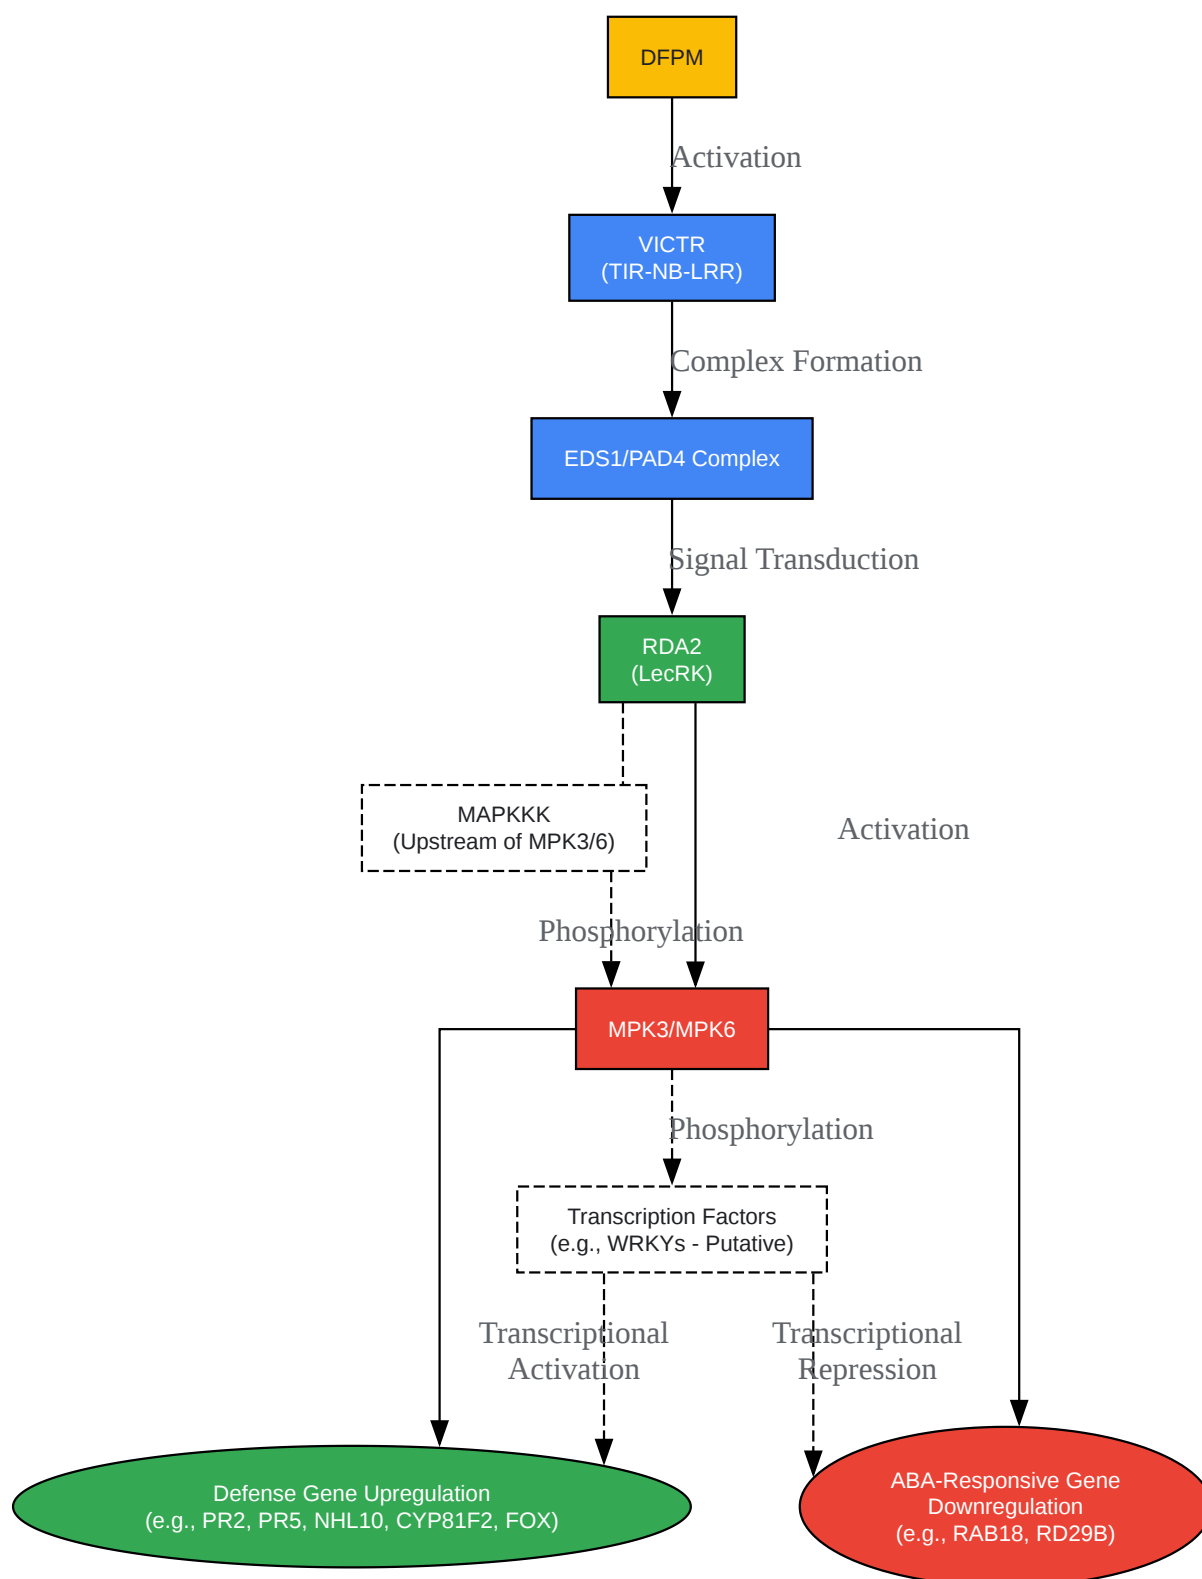 DFPM
Activation
VICTR
(TIR-NB-LRR)
Complex Formation
EDS1/PAD4 Complex
Signal Transduction
RDA2
(LecRK)
MAPKKK
(Upstream of MPK3/6)
Activation
Phosphorylation
MPK3/MPK6
Phosphorylation
Transcription Factors
(e.g., WRKYs - Putative)
Transcriptional
Activation
Transcriptional
Repression
Defense Gene Upregulation
(e.g., PR2, PR5, NHL10, CYP81F2, FOX)
ABA-Responsive Gene
Downregulation
(e.g., RAB18, RD29B)